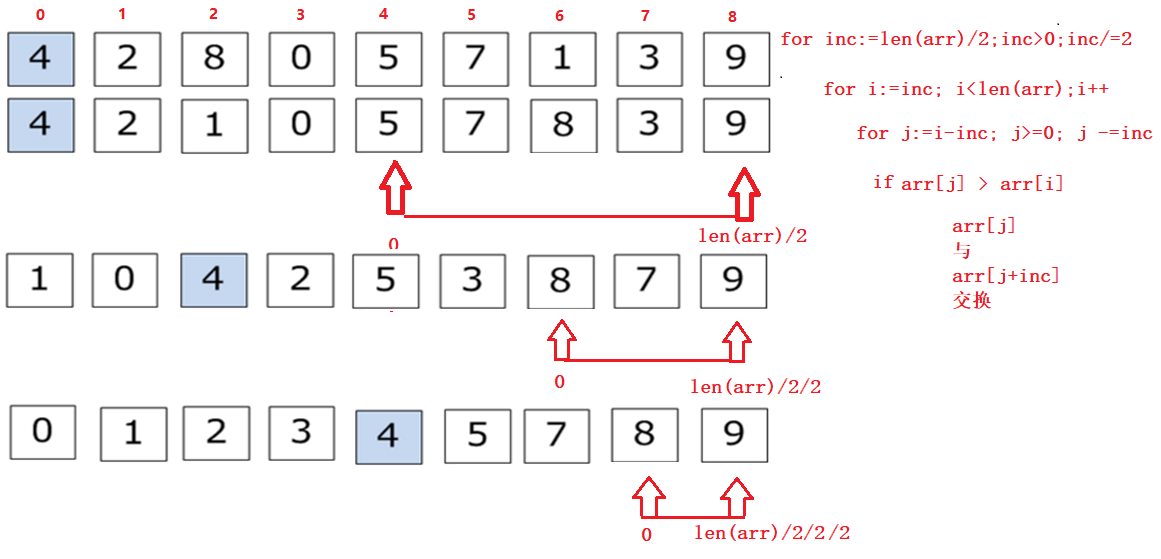 0 1 2 3 4 5 6 7 8
4 2 8 0 5 7 1 3 9
4 2 1 0 5 7 8 3 9
0 len(arr)/2
1 0 4 2 5 3 8 7 9
0 len(arr)/2/2
0 1 2 3 4 5 7 8 9
0 len(arr)/2/2/2
for inc:=len(arr)/2;inc>0;inc/=2
for i:=inc; i<len(arr);i++
for j:=i-inc; j>=0; j -=inc
if arr[j] > arr[i]
arr[j]
与
arr[j+inc]
交换